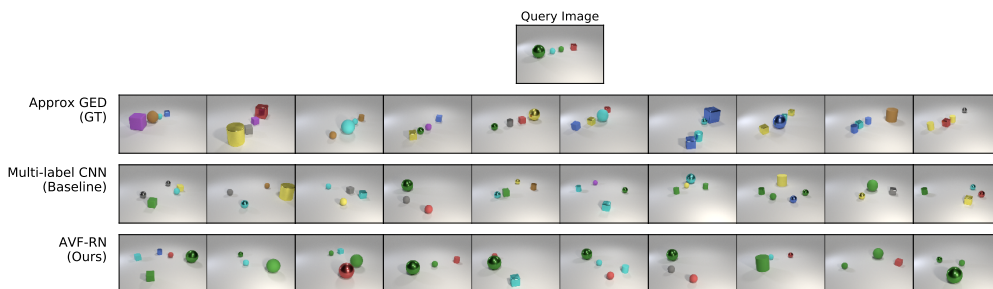 Query Image
Approx GED
(GT)
Multi-label CNN
(Baseline)
AVF-RN
(Ours)